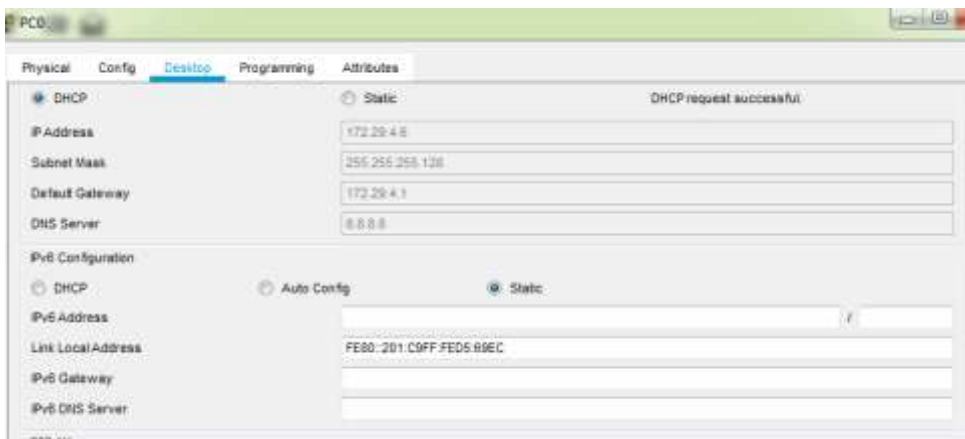 PC0
Physical Config Desktop Programming Attributes
DHCP Static DHCP request successful
IP Address 172.29.4.6
Subnet Mask 255.255.255.128
Default Gateway 172.29.4.1
DNS Server 8.8.8.8
IPv6 Configuration
DHCP Auto Config Static
IPv6 Address /
Link Local Address FE80::201:C9FF:FED5:69EC
IPv6 Gateway
IPv6 DNS Server